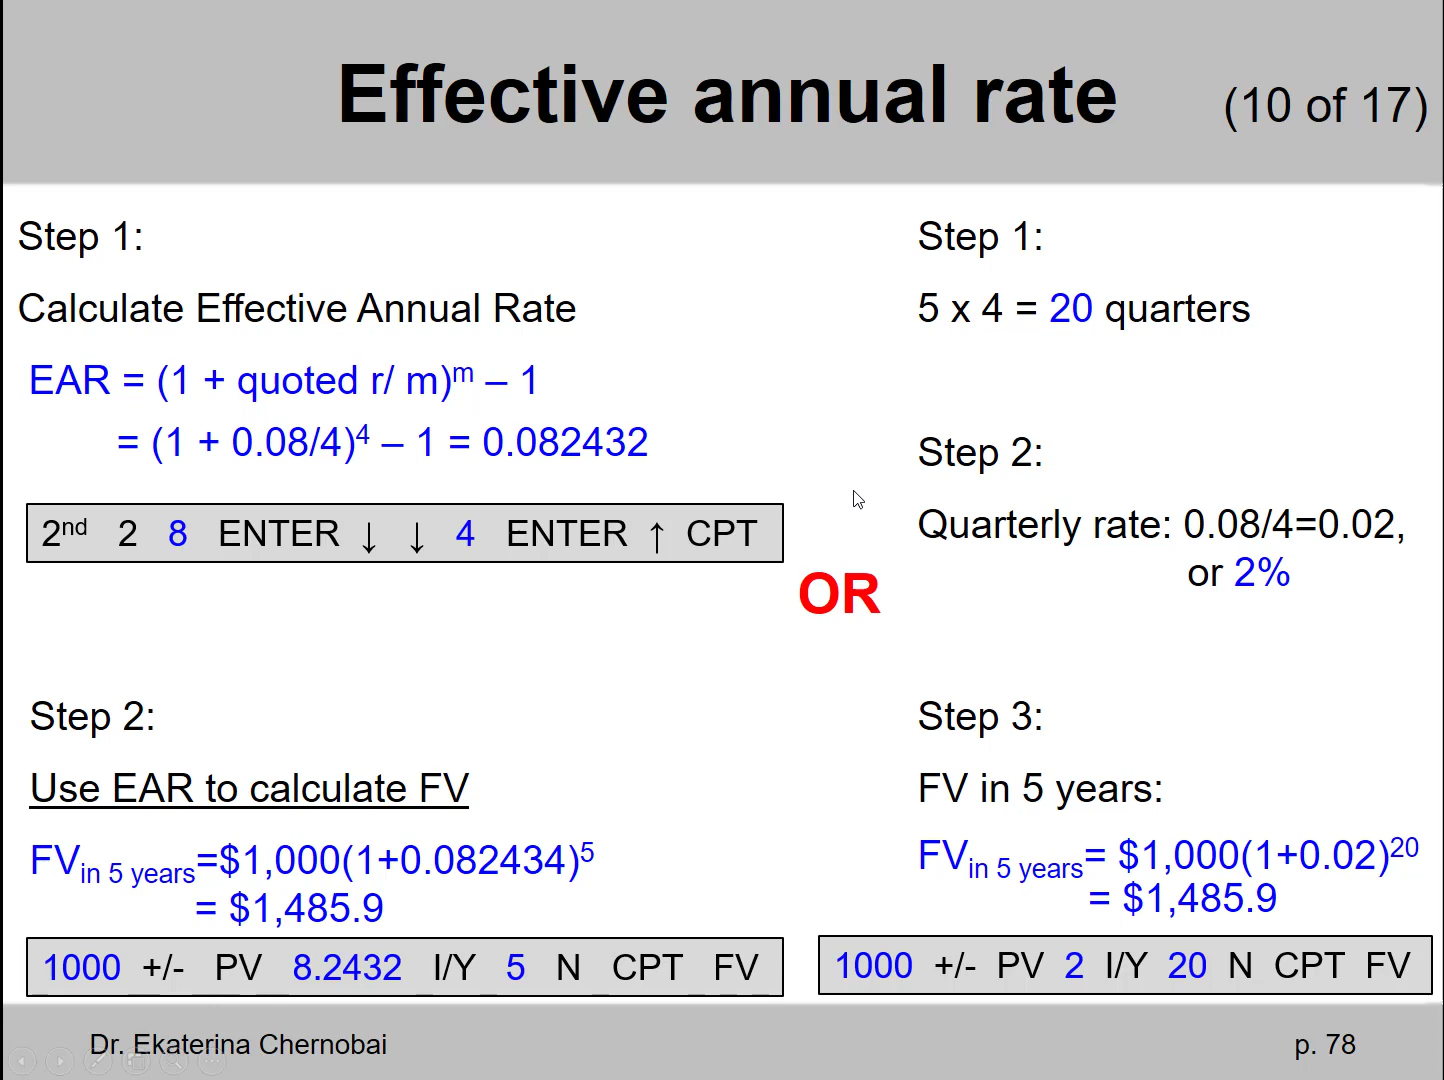 Effective annual rate (10 of 17)
Step 1:
Calculate Effective Annual Rate
EAR = (1 + quoted r/ m)ᵐ – 1
= (1 + 0.08/4)⁴ – 1 = 0.082432
2ⁿᵈ 2 8 ENTER ↓ ↓ 4 ENTER ↑ CPT
Step 2:
Use EAR to calculate FV
FVin 5 years=$1,000(1+0.082434)⁵
= $1,485.9
1000 +/- PV 8.2432 I/Y 5 N CPT FV
OR
Step 1:
5 x 4 = 20 quarters
Step 2:
Quarterly rate: 0.08/4=0.02,
or 2%
Step 3:
FV in 5 years:
FVin 5 years= $1,000(1+0.02)²⁰
= $1,485.9
1000 +/- PV 2 I/Y 20 N CPT FV
Dr. Ekaterina Chernobai
p. 78